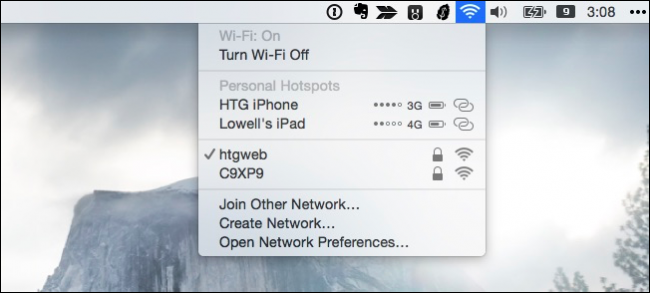 9 3:08
Wi-Fi: On
Turn Wi-Fi Off
Personal Hotspots
HTG iPhone 3G
Lowell's iPad 4G
htgweb
C9XP9
Join Other Network...
Create Network...
Open Network Preferences...